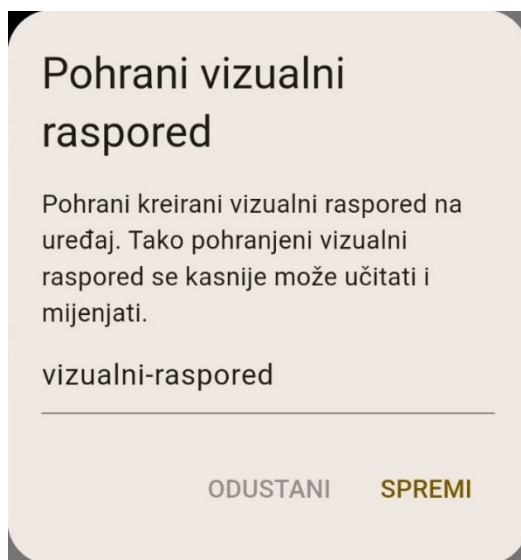 Pohrani vizualni
raspored
Pohrani kreirani vizualni raspored na
uređaj. Tako pohranjeni vizualni
raspored se kasnije može učitati i
mijenjati.
vizualni-raspored
ODUSTANI SPREMI